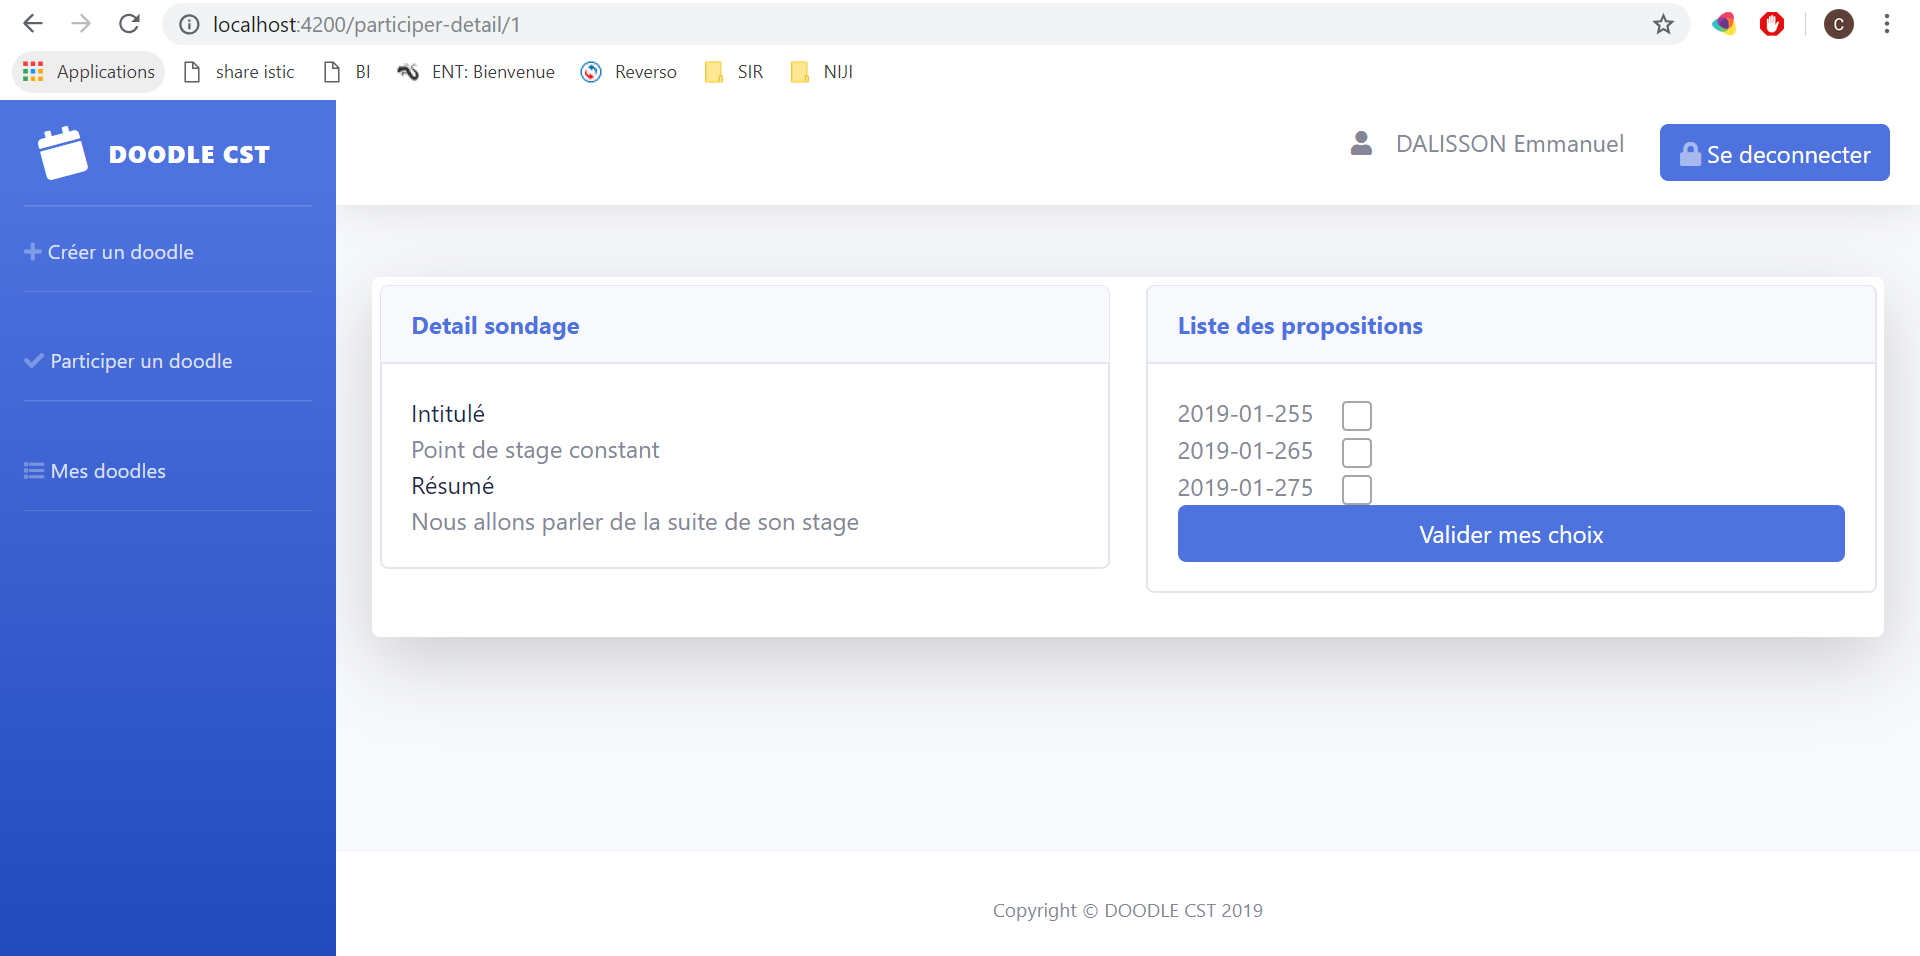 localhost:4200/participer-detail/1
C
Applications share istic BI ENT: Bienvenue Reverso SIR NIJI
DOODLE CST
DALISSON Emmanuel
Se deconnecter
Créer un doodle
Participer un doodle
Mes doodles
Detail sondage
Intitulé
Point de stage constant
Résumé
Nous allons parler de la suite de son stage
Liste des propositions
2019-01-255
2019-01-265
2019-01-275
Valider mes choix
Copyright © DOODLE CST 2019